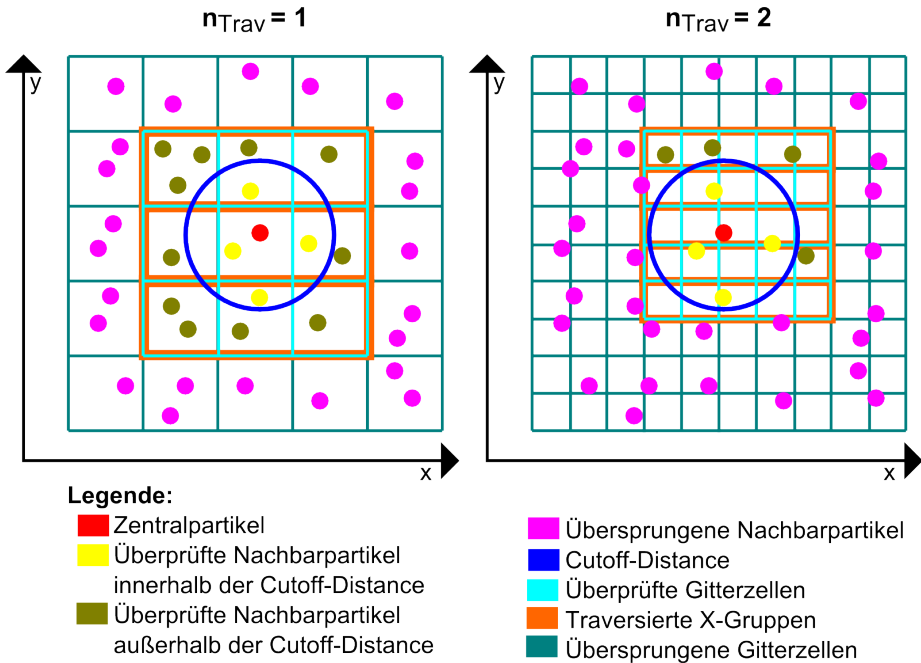 nTrav = 1
nTrav = 2
y
y
x
x
Legende:
Zentralpartikel
Überprüfte Nachbarpartikel
innerhalb der Cutoff-Distance
Überprüfte Nachbarpartikel
außerhalb der Cutoff-Distance
Übersprungene Nachbarpartikel
Cutoff-Distance
Überprüfte Gitterzellen
Traversierte X-Gruppen
Übersprungene Gitterzellen